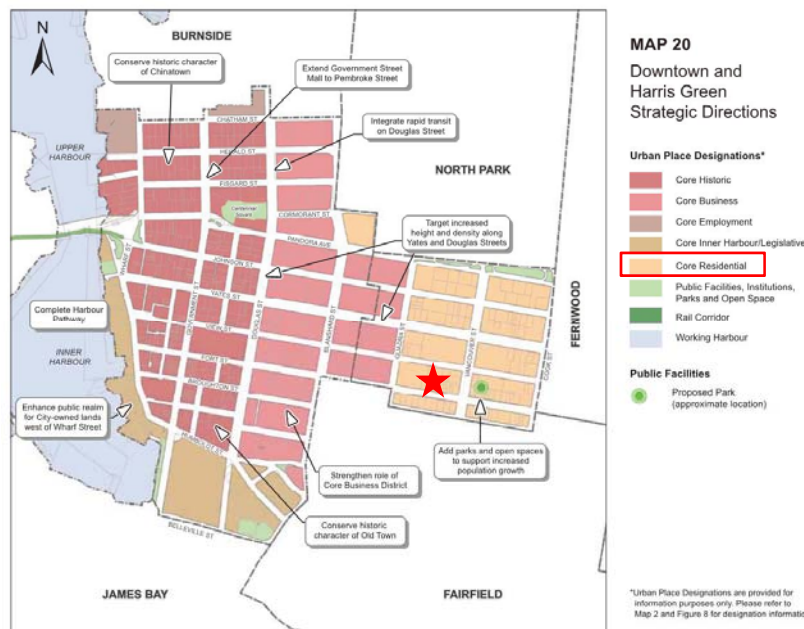 N
BURNSIDE
Conserve historic character
of Chinatown
Extend Government Street
Mall to Pembroke Street
Integrate rapid transit
on Douglas Street
CHATHAM ST
UPPER
HARBOUR
HERALD ST
FISGARD ST
NORTH PARK
Centennial
Square
CORMORANT ST
PANDORA AVE
Target increased
height and density along
Yates and Douglas Streets
JOHNSON ST
WHARF ST
YATES ST
GOVERNMENT ST
DOUGLAS ST
BLANSHARD ST
QUADRA ST
VANCOUVER ST
COOK ST
FERNWOOD
Complete Harbour
Pathway
VIEW ST
FORT ST
BROUGHTON ST
INNER
HARBOUR
Enhance public realm
for City-owned lands
west of Wharf Street
HUMBOLDT ST
Add parks and open spaces
to support increased
population growth
Strengthen role of
Core Business District
Conserve historic
character of Old Town
BELLEVILLE ST
JAMES BAY
FAIRFIELD
MAP 20
Downtown and
Harris Green
Strategic Directions
Urban Place Designations*
Core Historic
Core Business
Core Employment
Core Inner Harbour/Legislative
Core Residential
Public Facilities, Institutions,
Parks and Open Space
Rail Corridor
Working Harbour
Public Facilities
Proposed Park
(approximate location)
*Urban Place Designations are provided for
information purposes only. Please refer to
Map 2 and Figure 8 for designation informatio